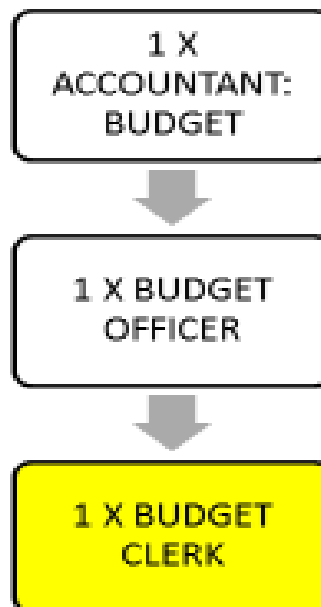 1 X
ACCOUNTANT:
BUDGET
1 X BUDGET
OFFICER
1 X BUDGET
CLERK